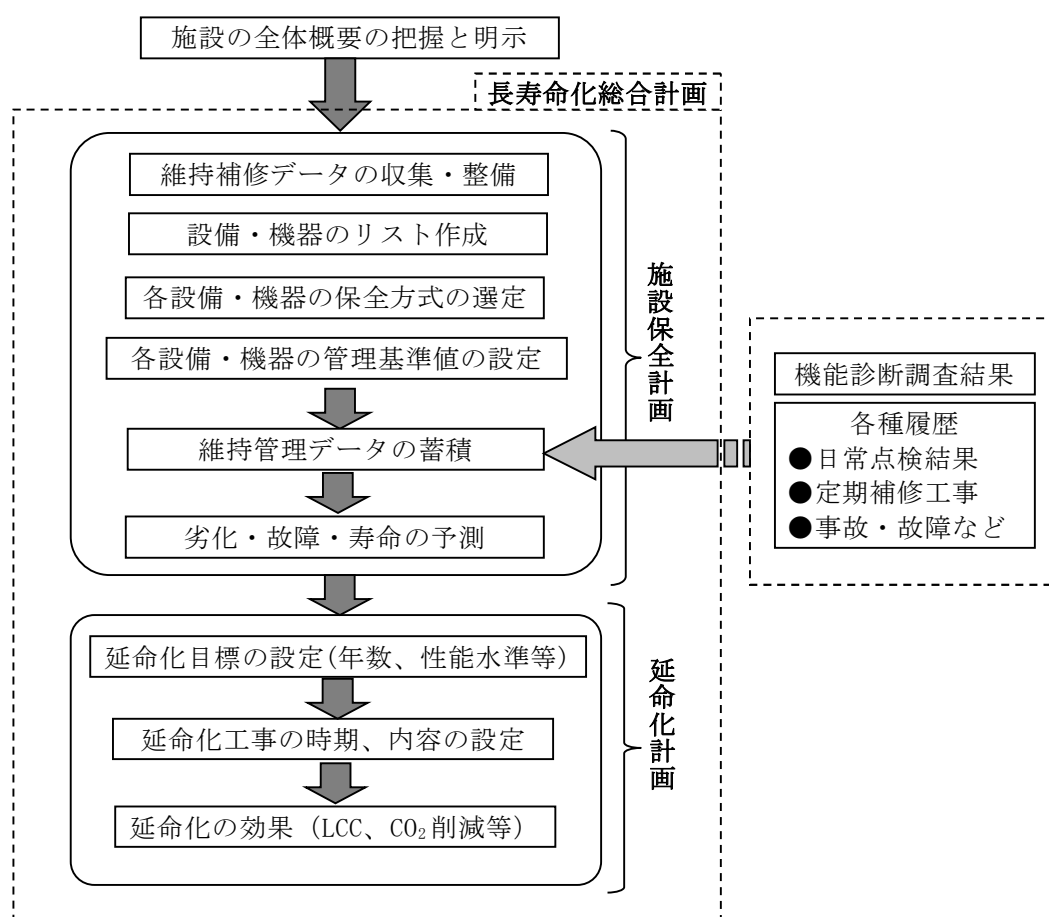 施設の全体概要の把握と明示
長寿命化総合計画
維持補修データの収集・整備
設備・機器のリスト作成
各設備・機器の保全方式の選定
各設備・機器の管理基準値の設定
維持管理データの蓄積
劣化・故障・寿命の予測
施設保全計画
機能診断調査結果
各種履歴
●日常点検結果
●定期補修工事
●事故・故障など
延命化目標の設定(年数、性能水準等)
延命化工事の時期、内容の設定
延命化の効果（LCC、CO₂削減等）
延命化計画